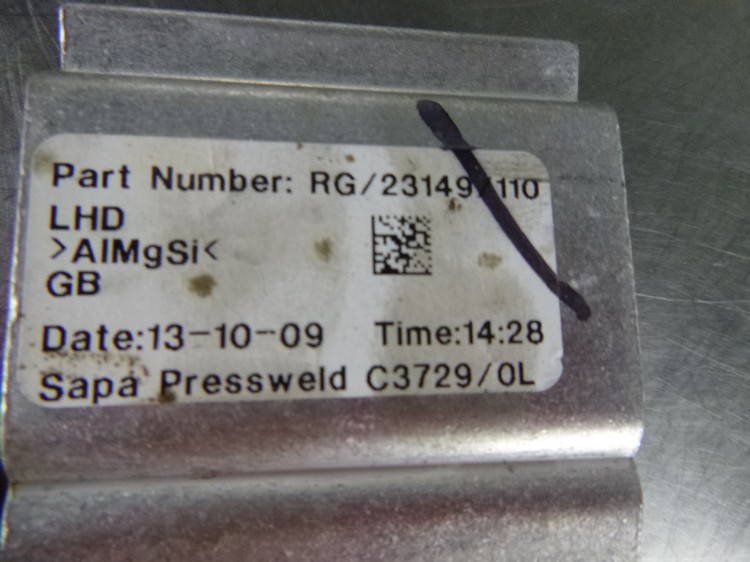 Part Number: RG/23149/110
LHD
>AlMgSi<
GB
Date:13-10-09 Time:14:28
Sapa Pressweld C3729/0L